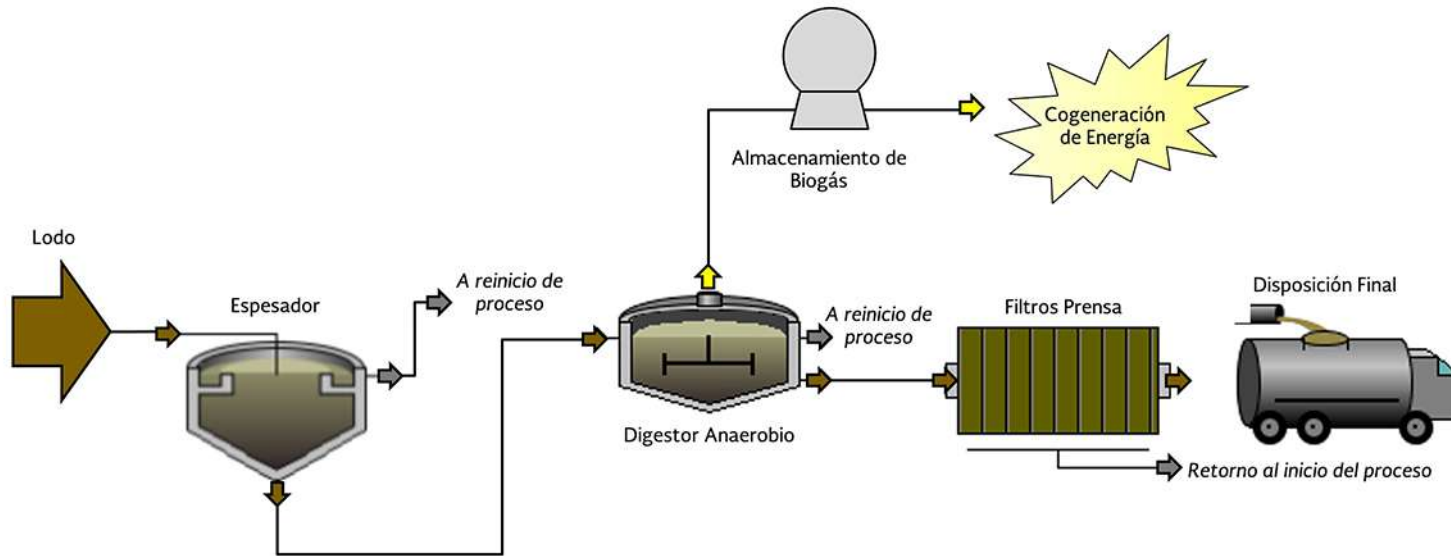 Cogeneración
de Energía
Almacenamiento de
Biogás
Lodo
Espesador
A reinicio de
proceso
A reinicio de
proceso
Digestor Anaerobio
Filtros Prensa
Disposición Final
Retorno al inicio del proceso